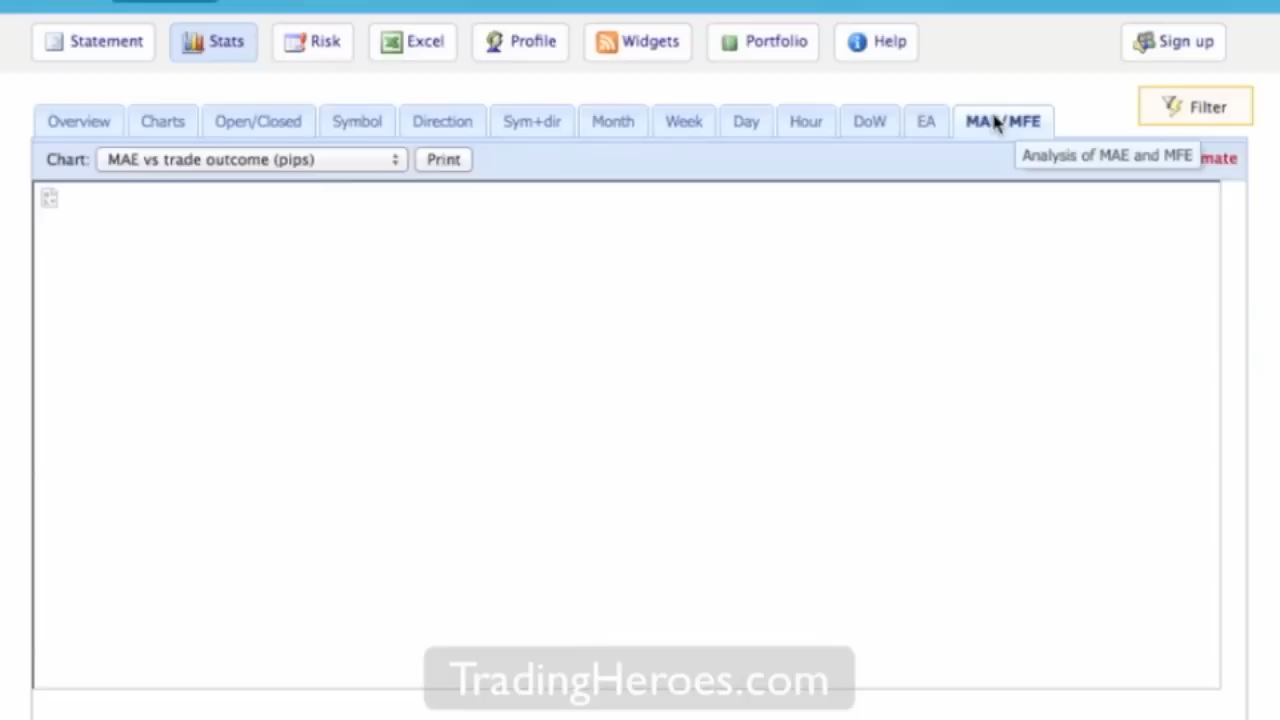 Statement Stats Risk Excel Profile Widgets Portfolio Help Sign up
Filter
Overview Charts Open/Closed Symbol Direction Sym+dir Month Week Day Hour DoW EA MAE/MFE
Chart: MAE vs trade outcome (pips) Print
Analysis of MAE and MFE
TradingHeroes.com